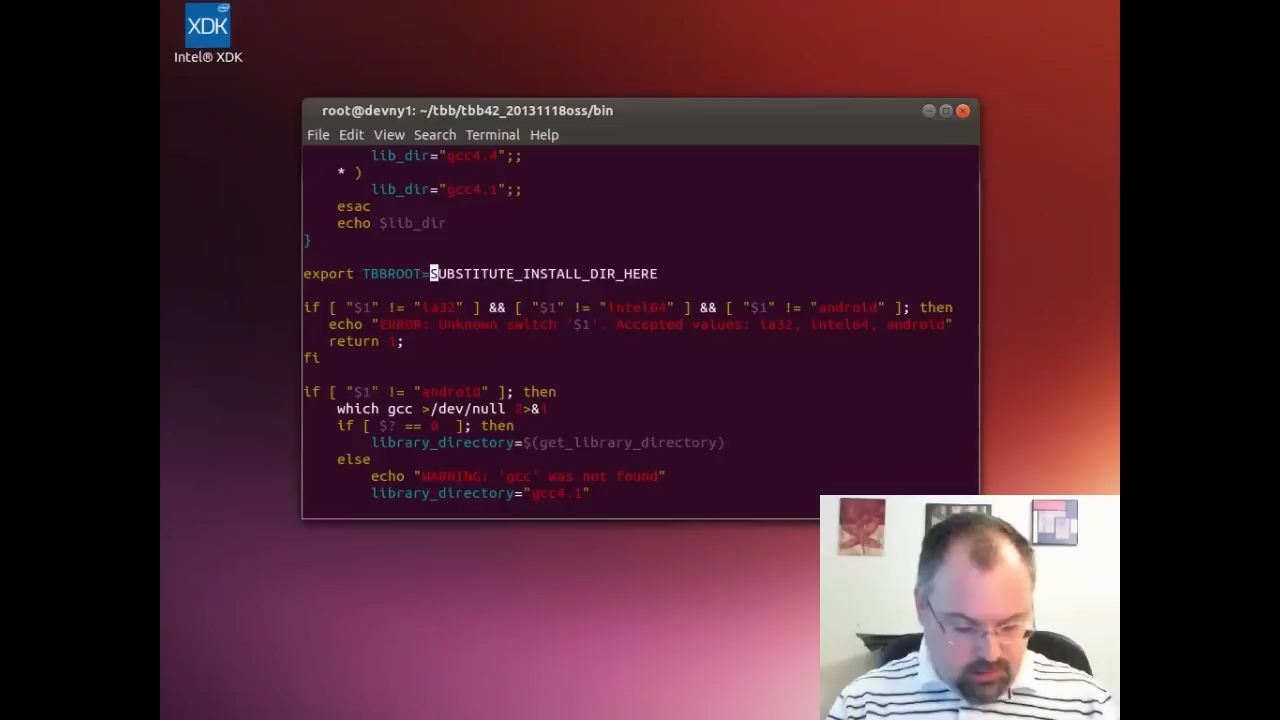 XDK
Intel® XDK
root@devny1: ~/tbb/tbb42_20131118oss/bin
File Edit View Search Terminal Help
lib_dir="gcc4.4";;
* )
lib_dir="gcc4.1";;
esac
echo $lib_dir
}
export TBBROOT=SUBSTITUTE_INSTALL_DIR_HERE
if [ "$1" != "ia32" ] && [ "$1" != "intel64" ] && [ "$1" != "android" ]; then
echo "ERROR: Unknown switch '$1'. Accepted values: ia32, intel64, android"
return 1;
fi
if [ "$1" != "android" ]; then
which gcc >/dev/null 2>&1
if [ $? == 0 ]; then
library_directory=$(get_library_directory)
else
echo "WARNING: 'gcc' was not found"
library_directory="gcc4.1"